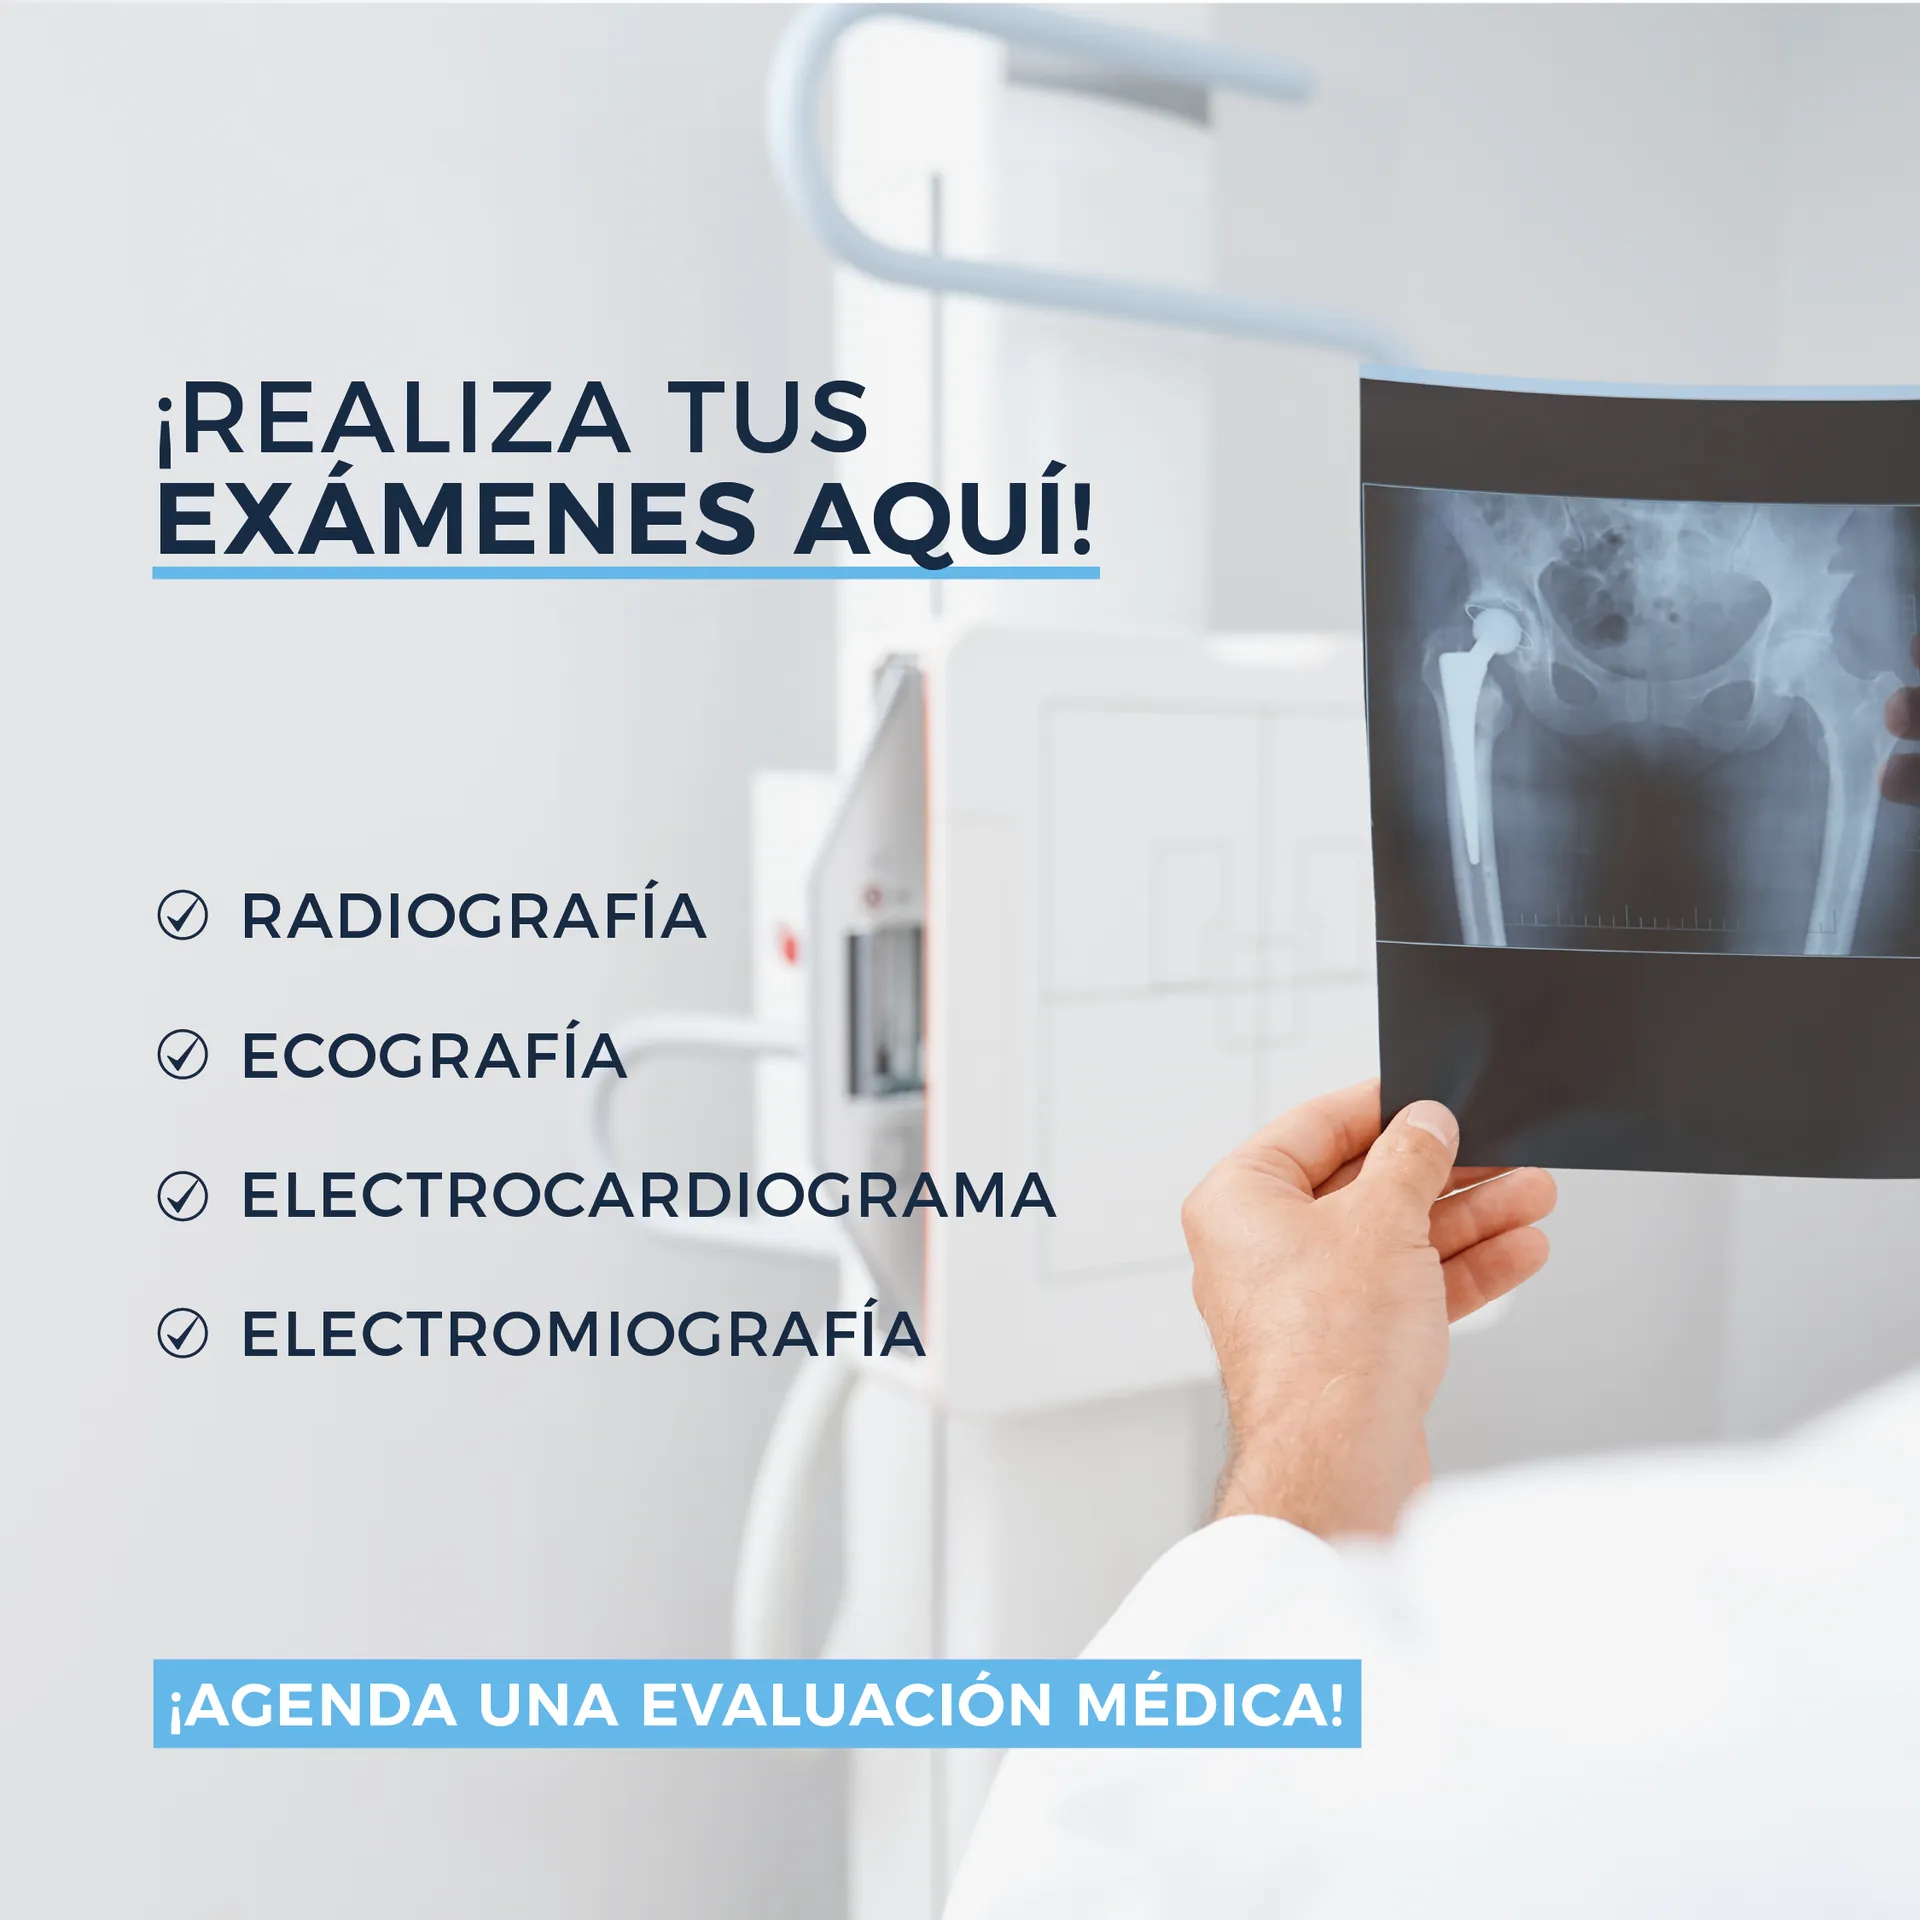 ¡REALIZA TUS
EXÁMENES AQUÍ!
RADIOGRAFÍA
ECOGRAFÍA
ELECTROCARDIOGRAMA
ELECTROMIOGRAFÍA
¡AGENDA UNA EVALUACIÓN MÉDICA!